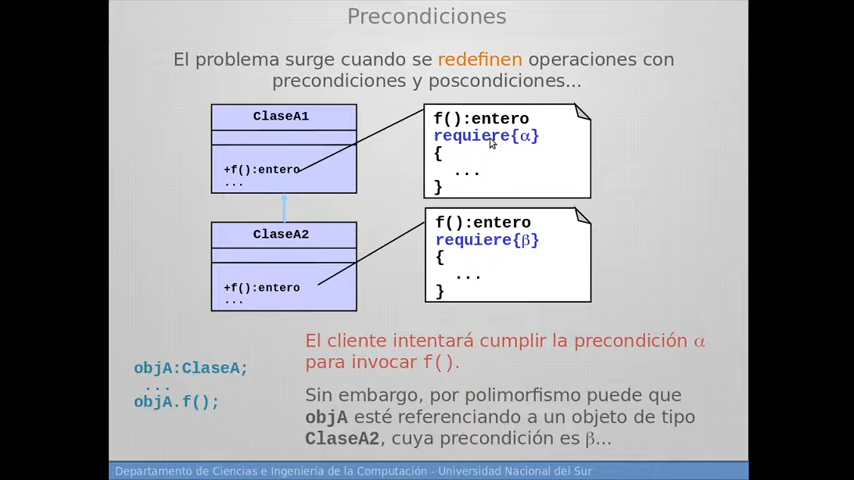 Precondiciones
El problema surge cuando se redefinen operaciones con
precondiciones y poscondiciones...
ClaseA1
+f():entero
...
f():entero
requiere{α}
{
...
}
ClaseA2
+f():entero
...
f():entero
requiere{β}
{
...
}
objA:ClaseA;
...
objA.f();
El cliente intentará cumplir la precondición α
para invocar f().
Sin embargo, por polimorfismo puede que
objA esté referenciando a un objeto de tipo
ClaseA2, cuya precondición es β...
Departamento de Ciencias e Ingeniería de la Computación - Universidad Nacional del Sur